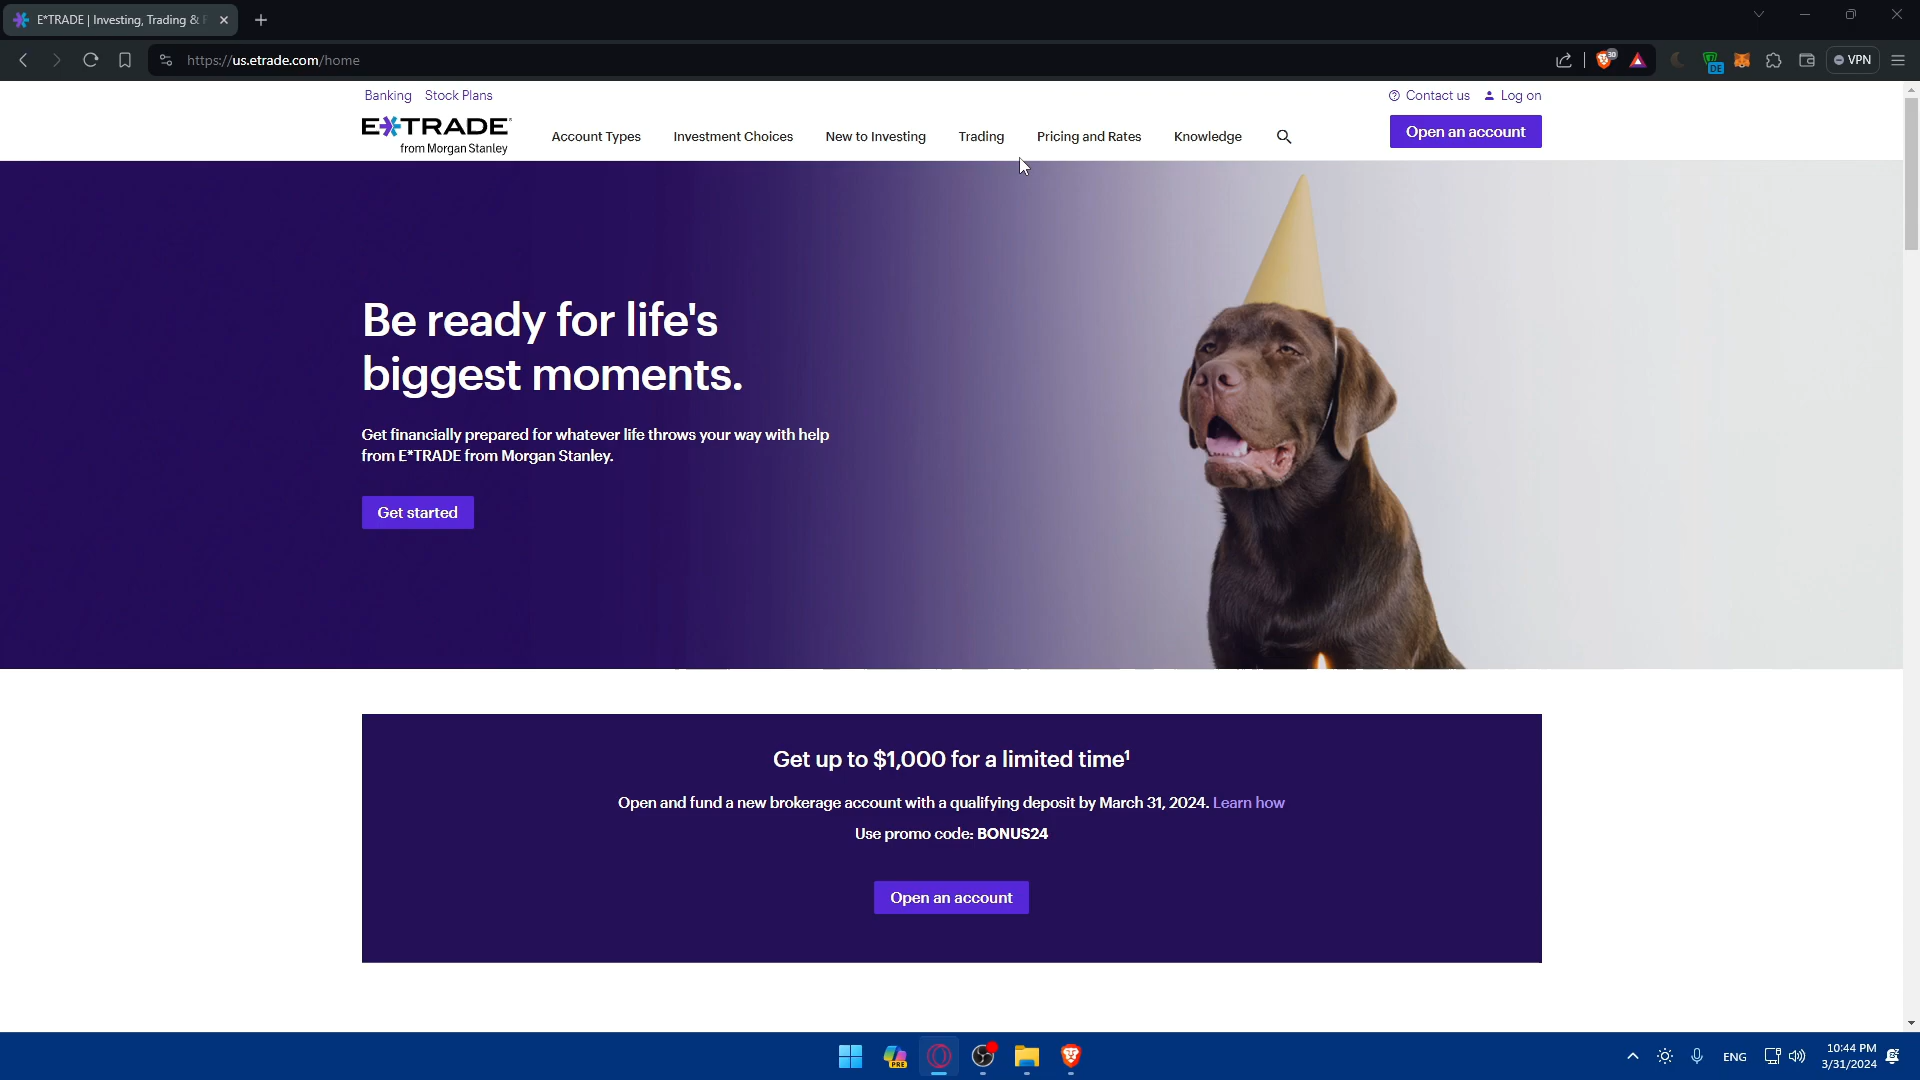 E*TRADE | Investing, Trading &
https://us.etrade.com/home
30
DE
VPN
Banking Stock Plans
Contact us Log on
E*TRADE
from Morgan Stanley
Account Types Investment Choices New to Investing Trading Pricing and Rates Knowledge
Open an account
Be ready for life's
biggest moments.
Get financially prepared for whatever life throws your way with help
from E*TRADE from Morgan Stanley.
Get started
Get up to $1,000 for a limited time¹
Open and fund a new brokerage account with a qualifying deposit by March 31, 2024. Learn how
Use promo code: BONUS24
Open an account
PRE
ENG
10:44 PM
3/31/2024